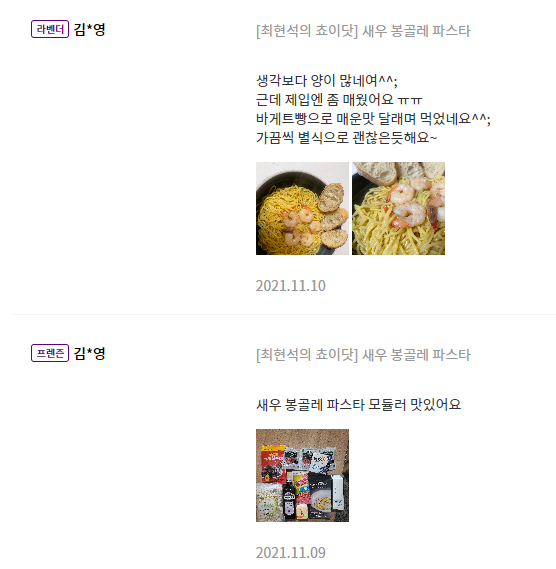 라벤더 김*영
[최현석의 쵸이닷] 새우 봉골레 파스타
생각보다 양이 많네여^^;
근데 제입엔 좀 매웠어요 ㅠㅠ
바게트빵으로 매운맛 달래며 먹었네요^^;
가끔씩 별식으로 괜찮은듯해요~
2021.11.10
프렌즈 김*영
[최현석의 쵸이닷] 새우 봉골레 파스타
새우 봉골레 파스타 모듈러 맛있어요
2021.11.09